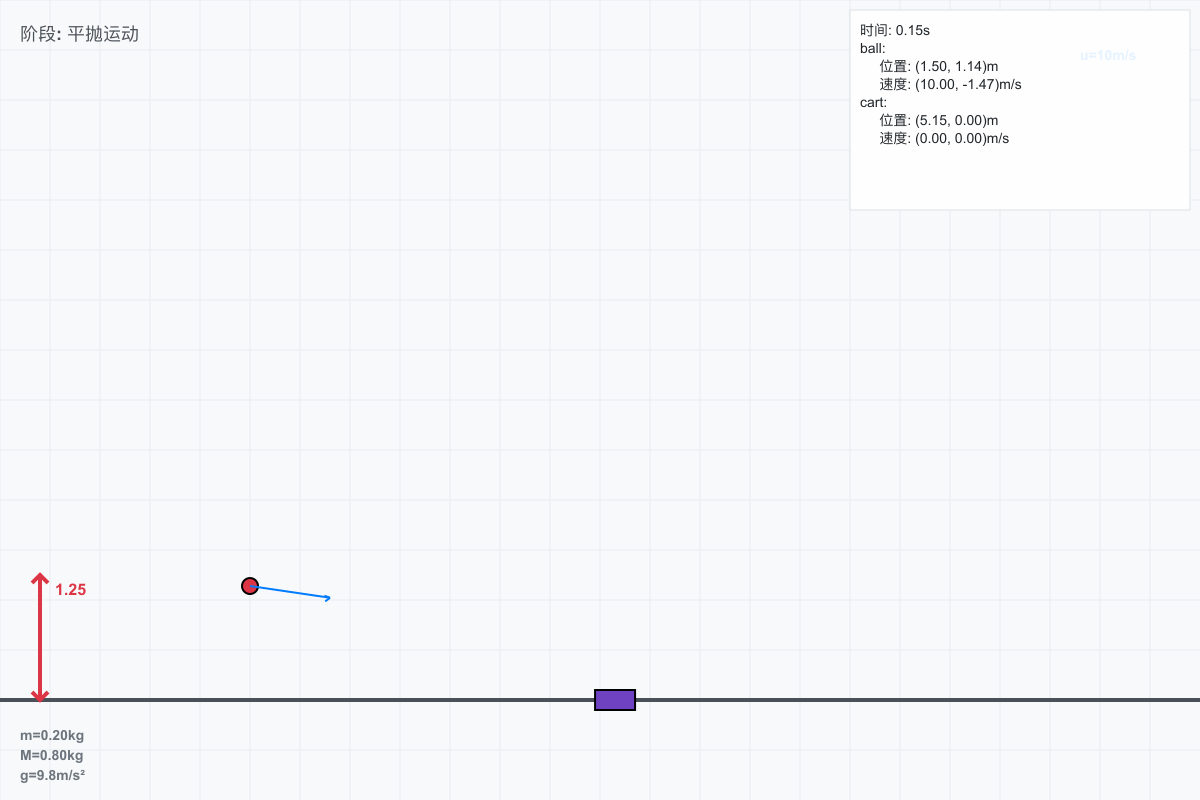 阶段: 平抛运动
时间: 0.15s
ball:
u=10m/s
位置: (1.50, 1.14)m
速度: (10.00, -1.47)m/s
cart:
位置: (5.15, 0.00)m
速度: (0.00, 0.00)m/s
1.25
m=0.20kg
M=0.80kg
g=9.8m/s²